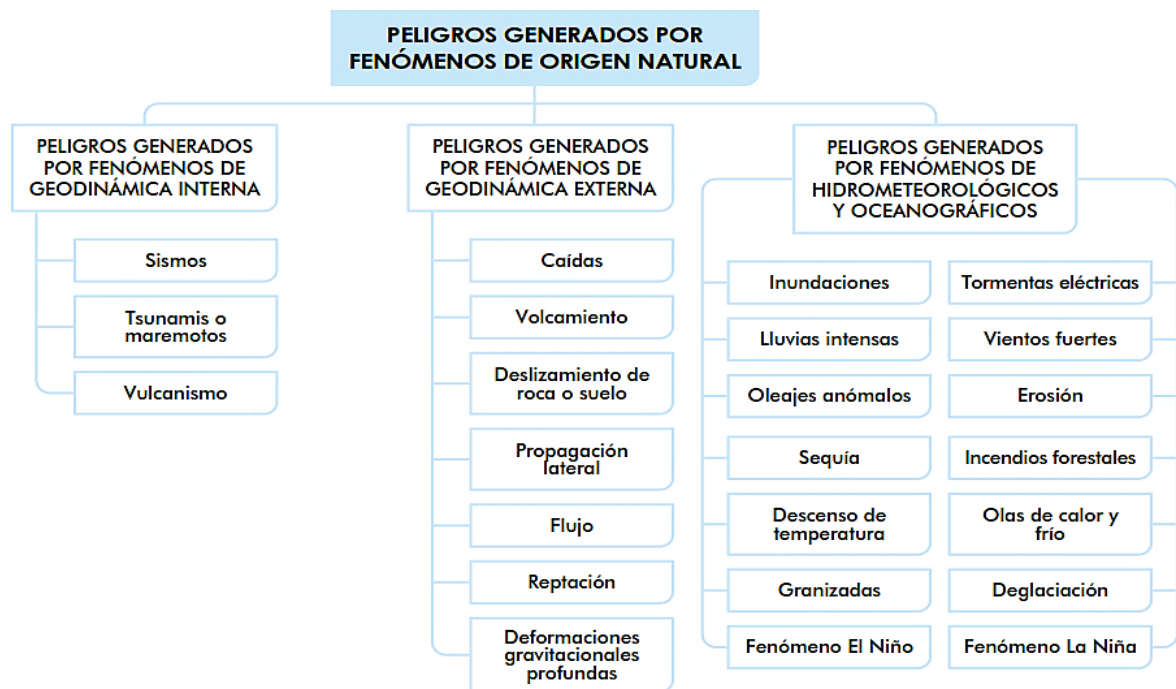 PELIGROS GENERADOS POR
FENÓMENOS DE ORIGEN NATURAL
PELIGROS GENERADOS
POR FENÓMENOS DE
GEODINÁMICA INTERNA
Sismos
Tsunamis o
maremotos
Vulcanismo
PELIGROS GENERADOS
POR FENÓMENOS DE
GEODINÁMICA EXTERNA
Caídas
Volcamiento
Deslizamiento de
roca o suelo
Propagación
lateral
Flujo
Reptación
Deformaciones
gravitacionales
profundas
PELIGROS GENERADOS
POR FENÓMENOS DE
HIDROMETEOROLÓGICOS
Y OCEANOGRÁFICOS
Inundaciones
Lluvias intensas
Oleajes anómalos
Sequía
Descenso de
temperatura
Granizadas
Fenómeno El Niño
Tormentas eléctricas
Vientos fuertes
Erosión
Incendios forestales
Olas de calor y
frío
Deglaciación
Fenómeno La Niña